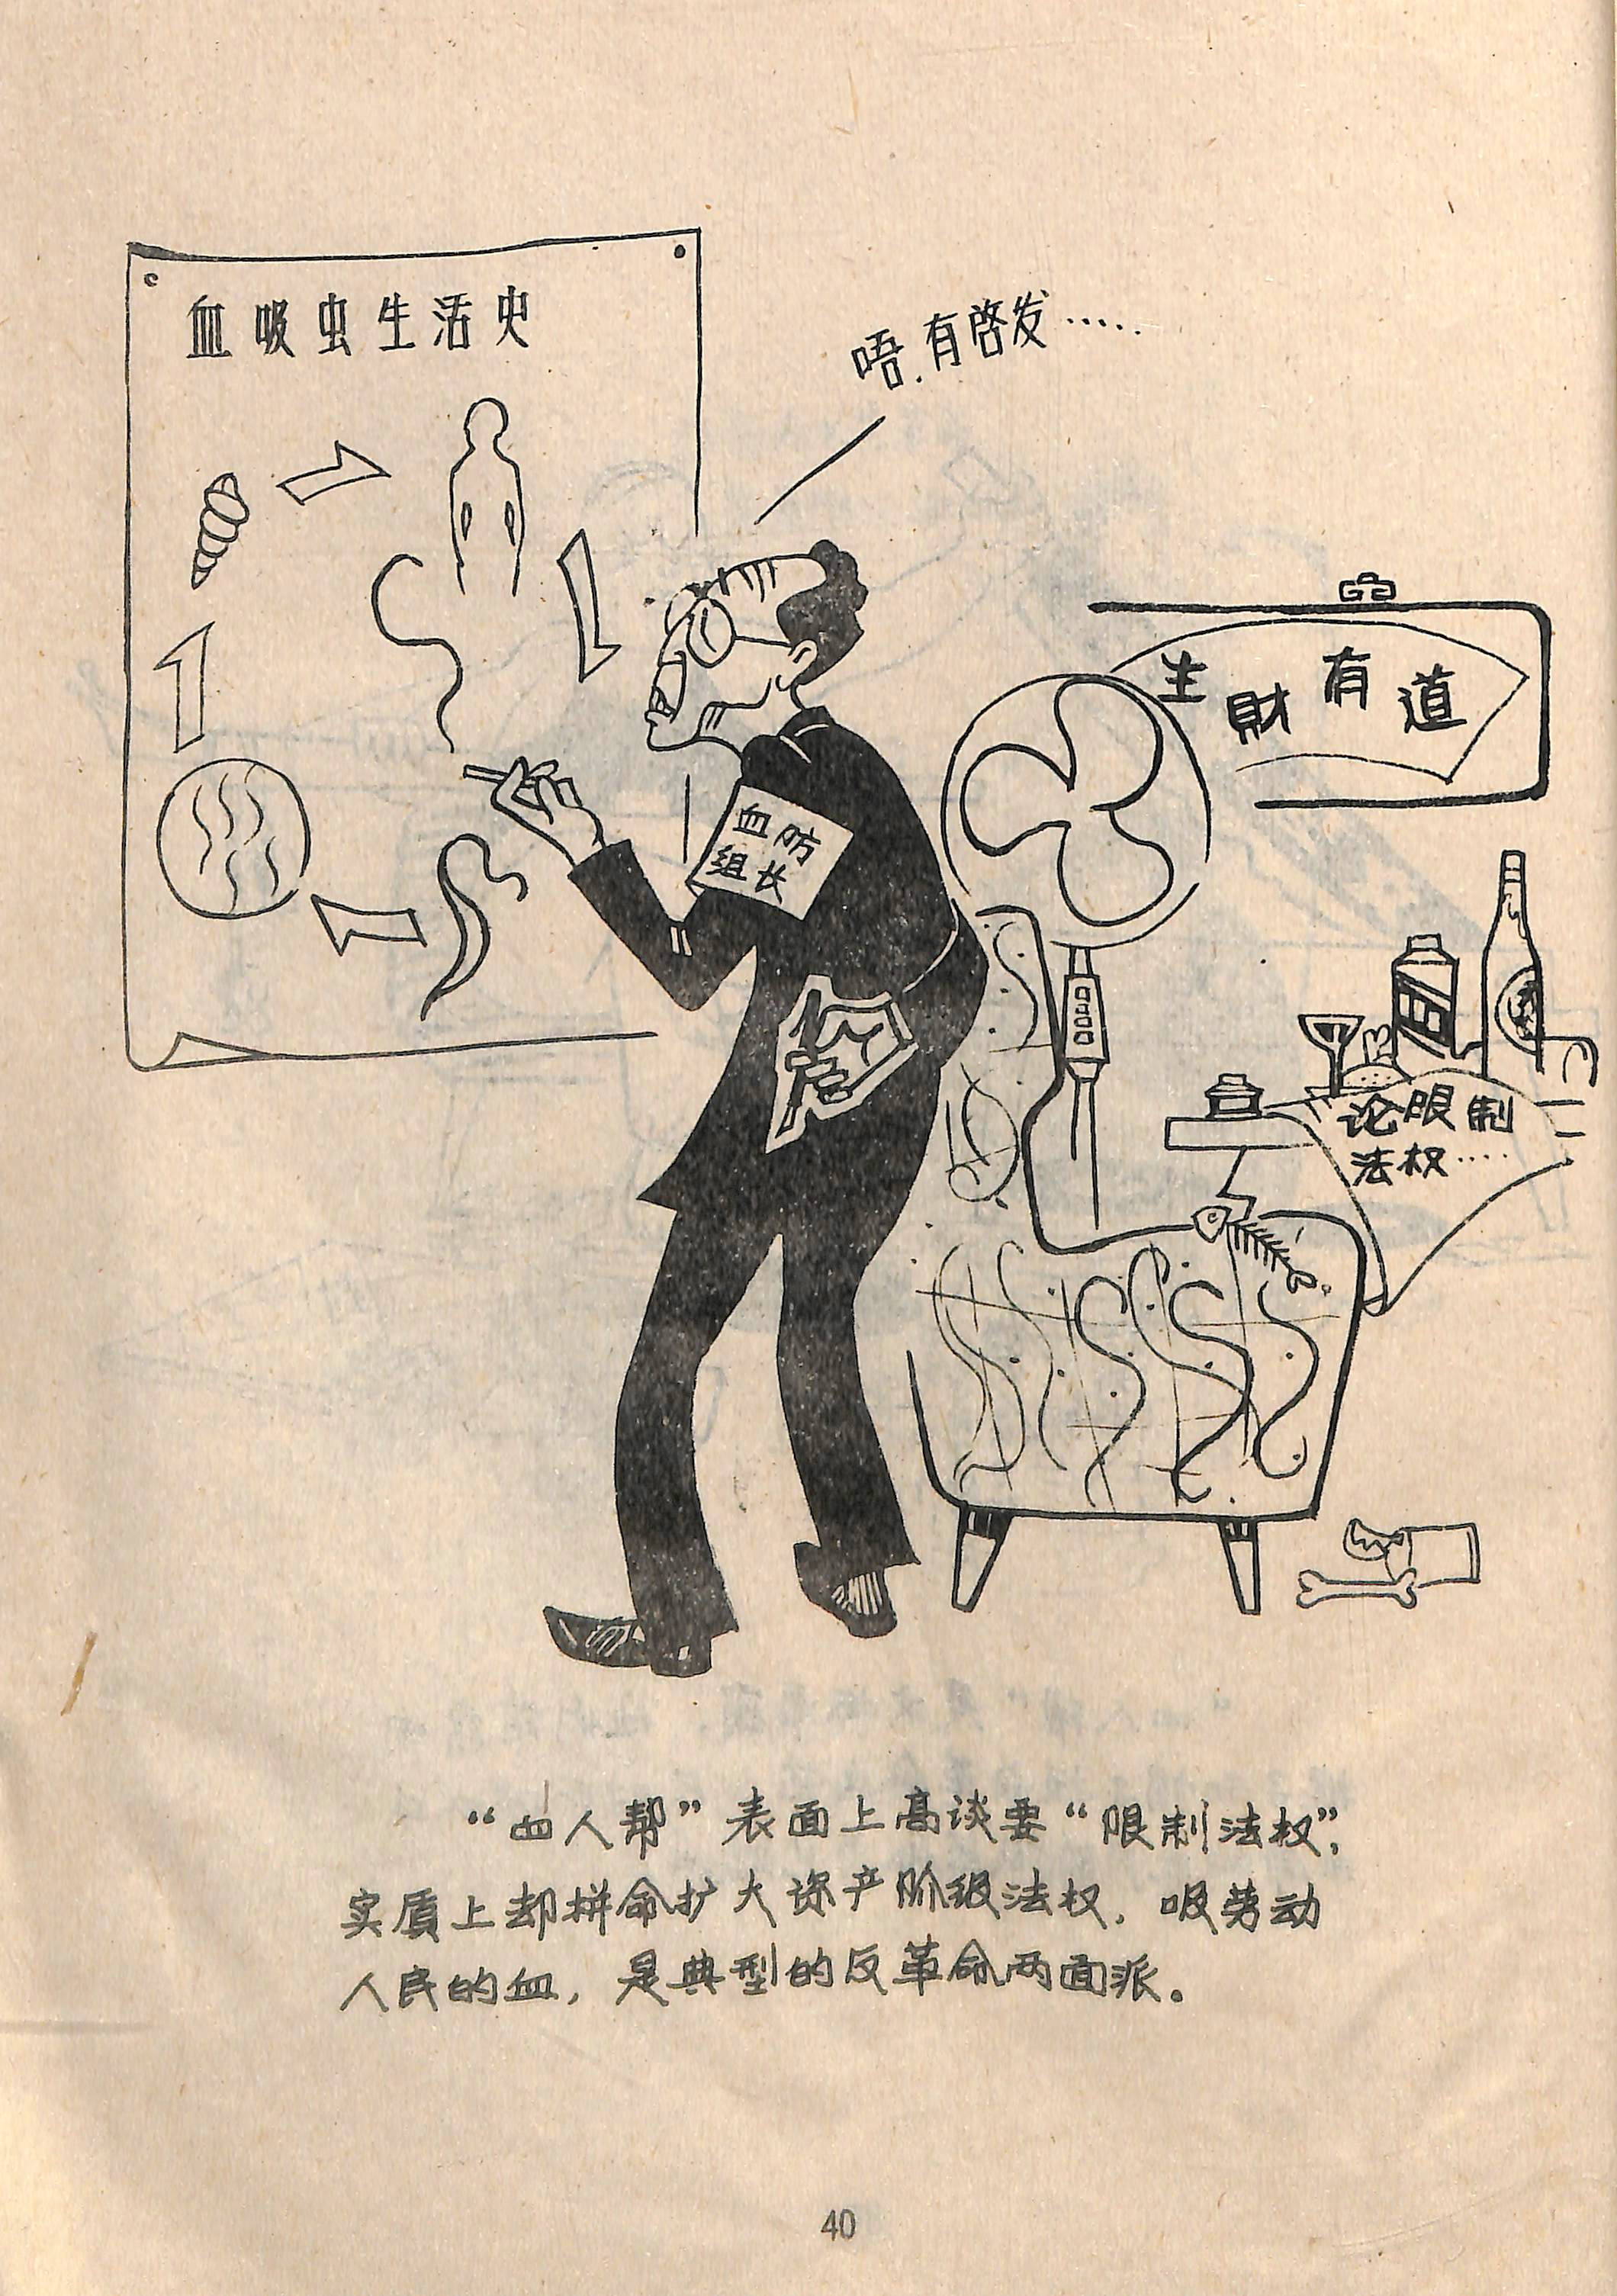 血吸虫生活史
唔.有啓发·····
生財有道
血防
组长
论限制
法权····
“四人帮”表面上高谈要“限制法权”,
实质上却拼命扩大资产阶级法权，吸劳动
人民的血，是典型的反革命两面派。
40